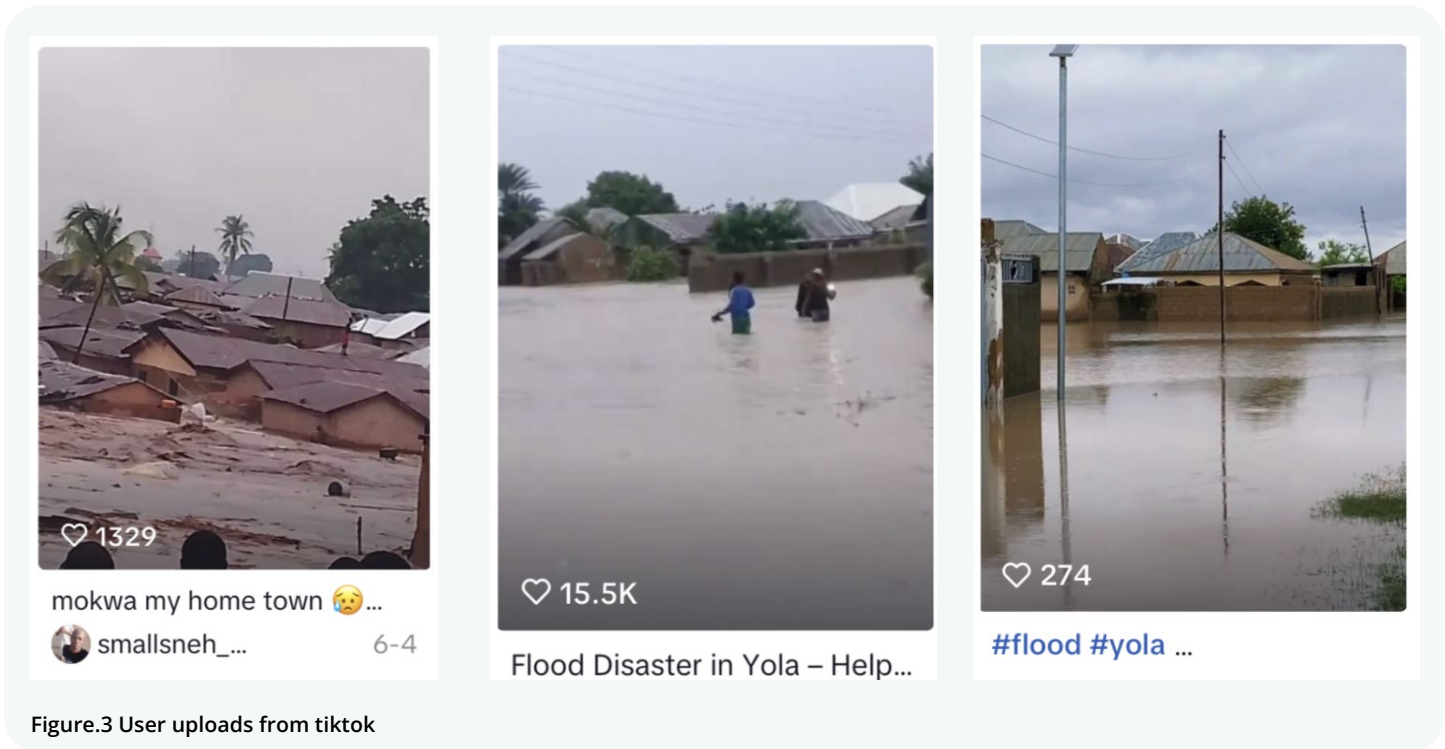 1329
mokwa my home town 😥...
smallsneh_...
6-4
15.5K
Flood Disaster in Yola – Help...
274
#flood #yola ...
Figure.3 User uploads from tiktok